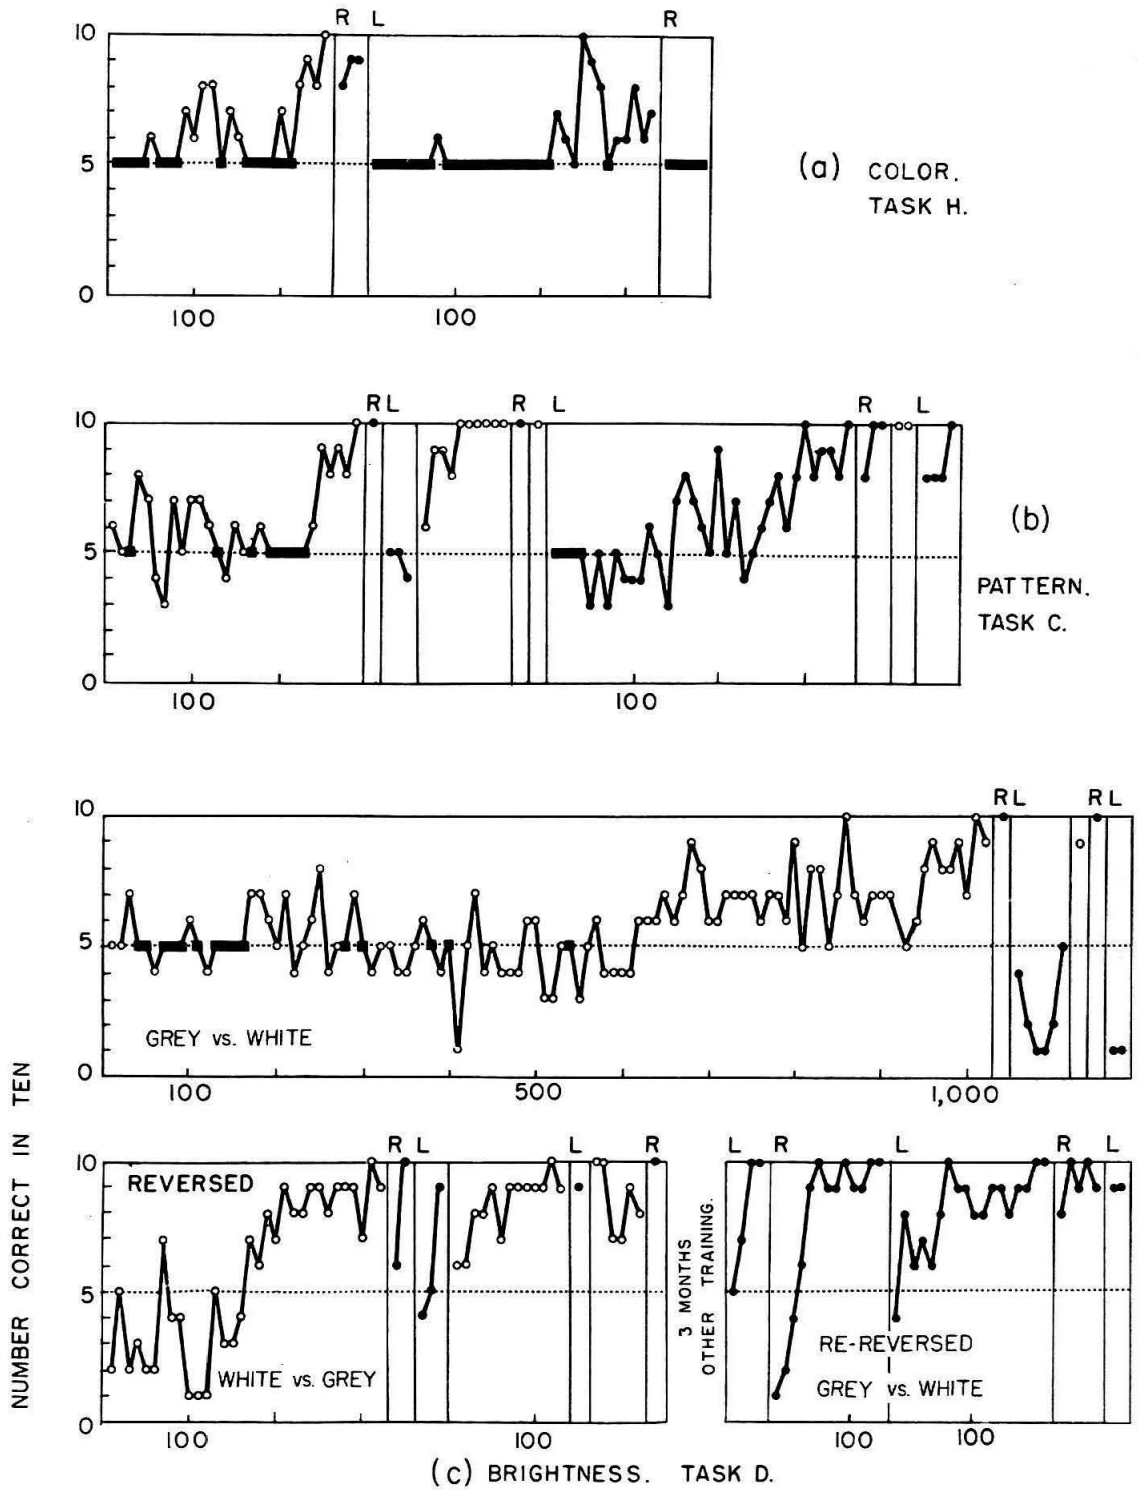 R L R
10
5
0
100 100
(a) COLOR.
TASK H.
R L R L R L
10
5
0
100 100
(b)
PATTERN.
TASK C.
R L R L
10
5
0
GREY vs. WHITE
100 500 1,000
NUMBER CORRECT IN TEN
R L L R
10
5
0
REVERSED
WHITE vs. GREY
100 100
3 MONTHS
OTHER TRAINING.
L R L R L
RE-REVERSED
GREY vs. WHITE
100 100
(c) BRIGHTNESS. TASK D.